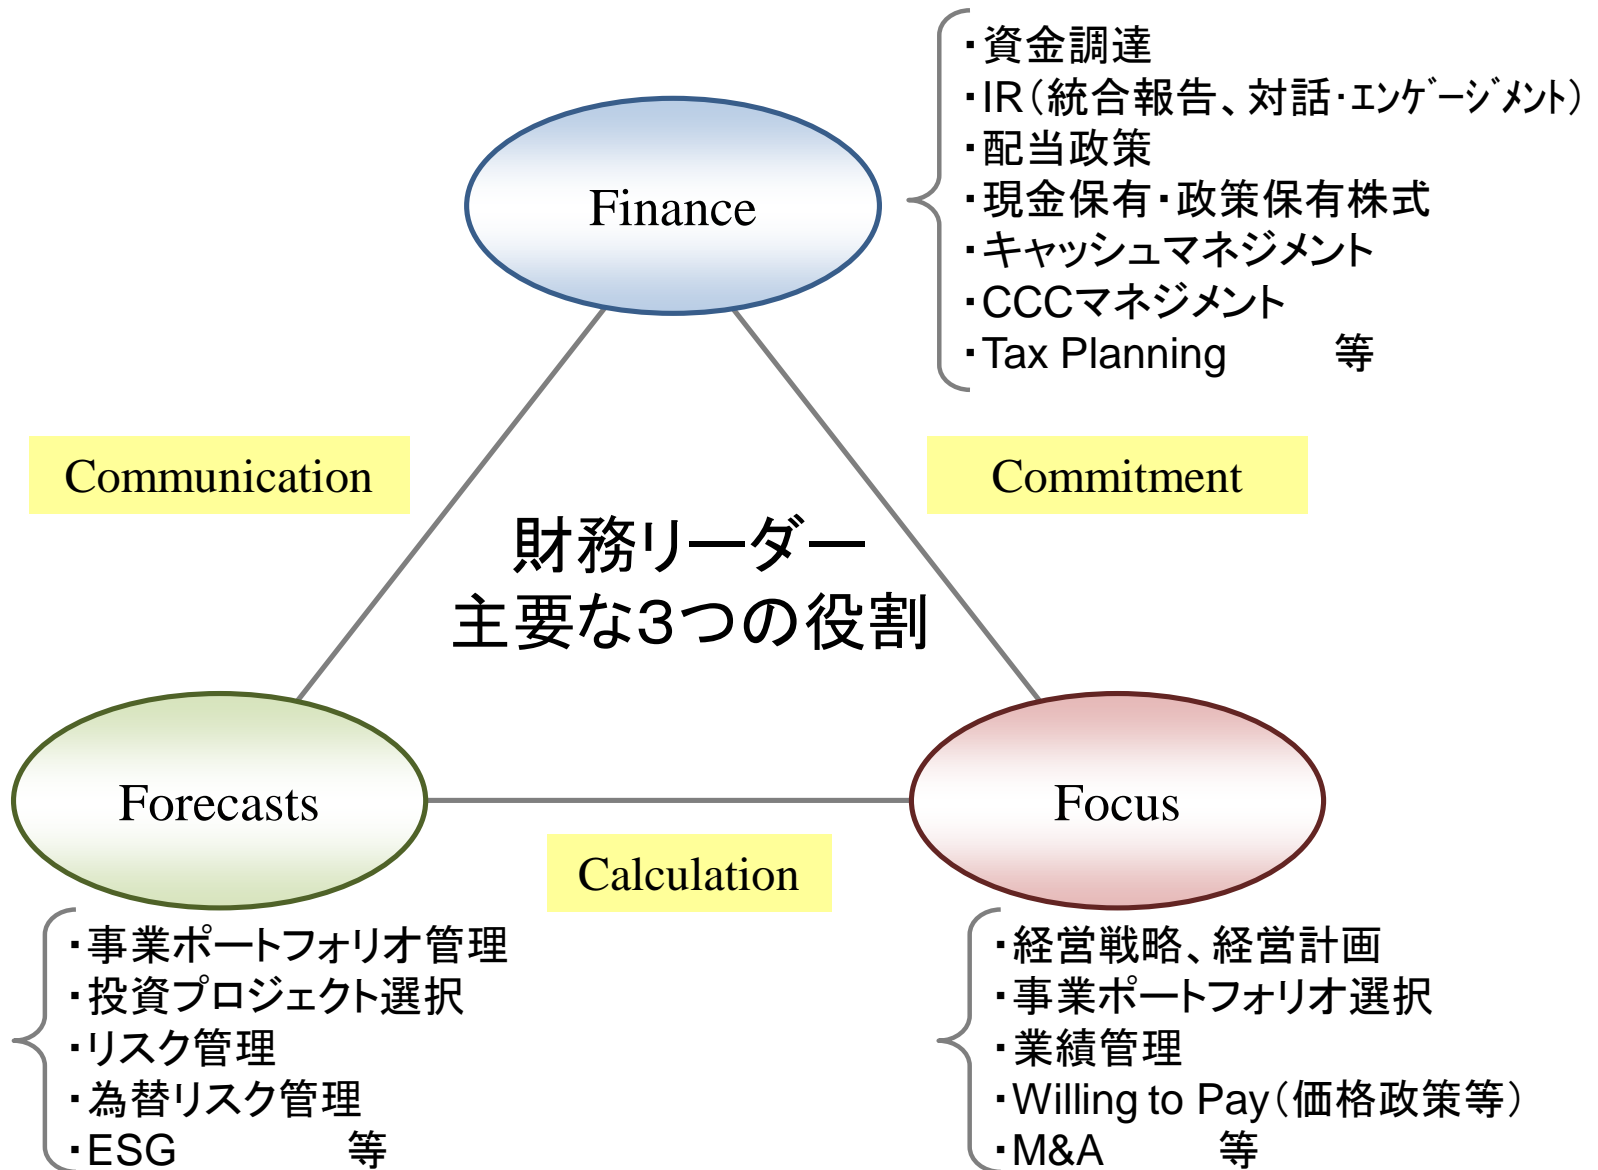 ・資金調達
・IR（統合報告、対話・ｴﾝｹﾞｰｼﾞﾒﾝﾄ）
・配当政策
・現金保有・政策保有株式
・キャッシュマネジメント
・CCCマネジメント
・Tax Planning 等
Finance
Communication
Commitment
財務リーダー
主要な３つの役割
Forecasts
Focus
Calculation
・事業ポートフォリオ管理
・投資プロジェクト選択
・リスク管理
・為替リスク管理
・ESG 等
・経営戦略、経営計画
・事業ポートフォリオ選択
・業績管理
・Willing to Pay（価格政策等）
・M&A 等